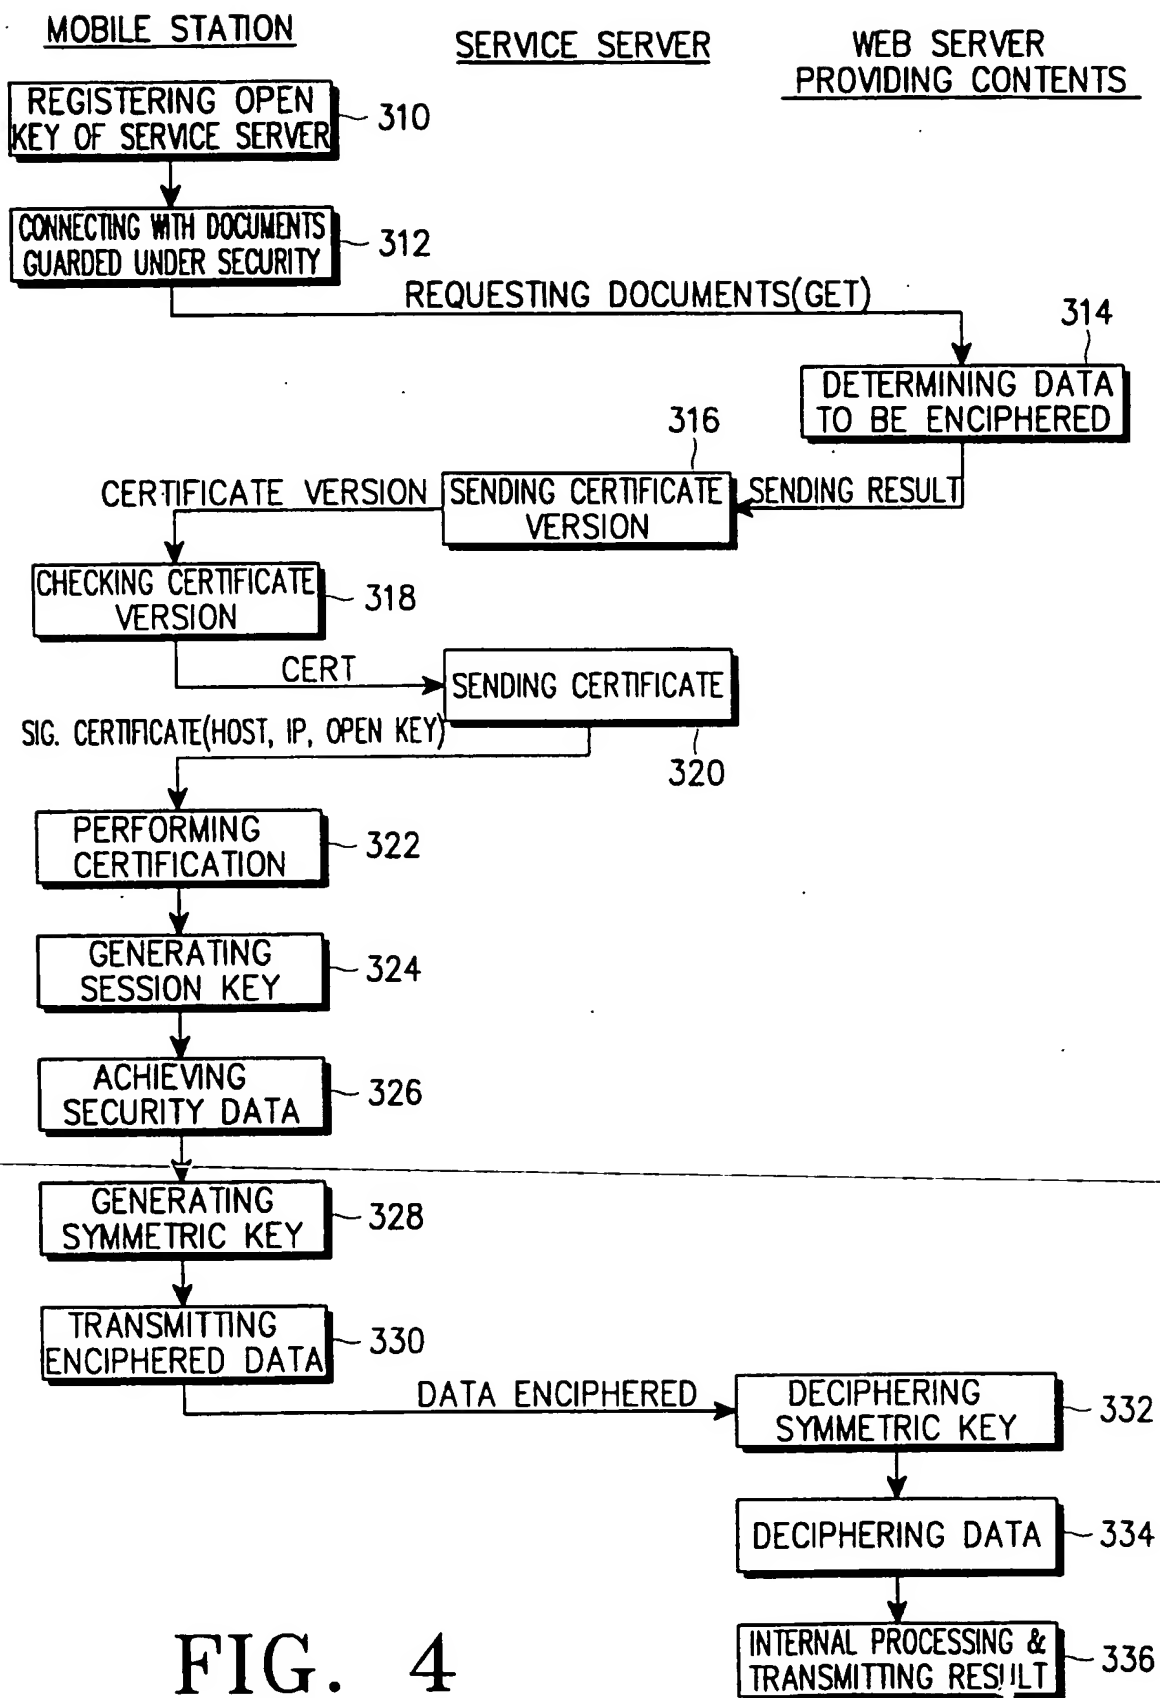 MOBILE STATION
SERVICE SERVER
WEB SERVER
PROVIDING CONTENTS
REGISTERING OPEN
KEY OF SERVICE SERVER
310
CONNECTING WITH DOCUMENTS
GUARDED UNDER SECURITY
312
REQUESTING DOCUMENTS(GET)
314
DETERMINING DATA
TO BE ENCIPHERED
316
CERTIFICATE VERSION
SENDING CERTIFICATE
VERSION
SENDING RESULT
CHECKING CERTIFICATE
VERSION
318
CERT
SENDING CERTIFICATE
SIG. CERTIFICATE(HOST, IP, OPEN KEY)
320
PERFORMING
CERTIFICATION
322
GENERATING
SESSION KEY
324
ACHIEVING
SECURITY DATA
326
GENERATING
SYMMETRIC KEY
328
TRANSMITTING
ENCIPHERED DATA
330
DATA ENCIPHERED
DECIPHERING
SYMMETRIC KEY
332
DECIPHERING DATA
334
INTERNAL PROCESSING &
TRANSMITTING RESULT
336
FIG. 4